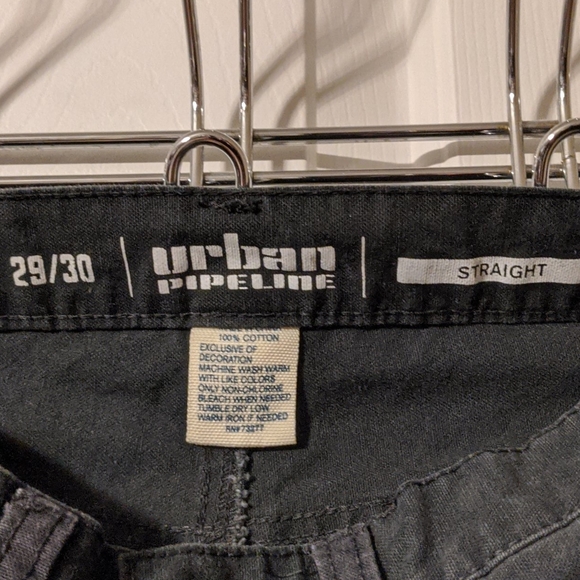 29/30
urban
PIPELINE
STRAIGHT
100% COTTON
EXCLUSIVE OF
DECORATION
MACHINE WASH WARM
WITH LIKE COLORS
ONLY NON-CHLORINE
BLEACH WHEN NEEDED
TUMBLE DRY LOW
WARM IRON IF NEEDED
RN# 73277